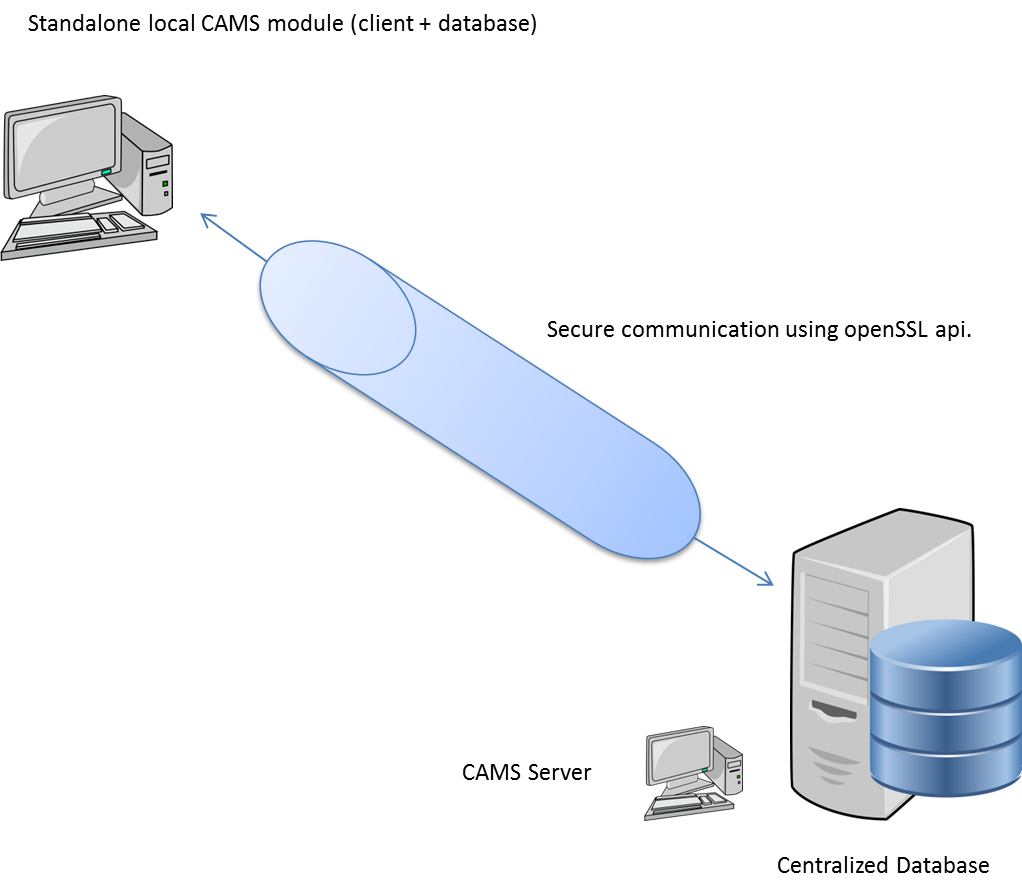 Standalone local CAMS module (client + database)
Secure communication using openSSL api.
CAMS Server
Centralized Database